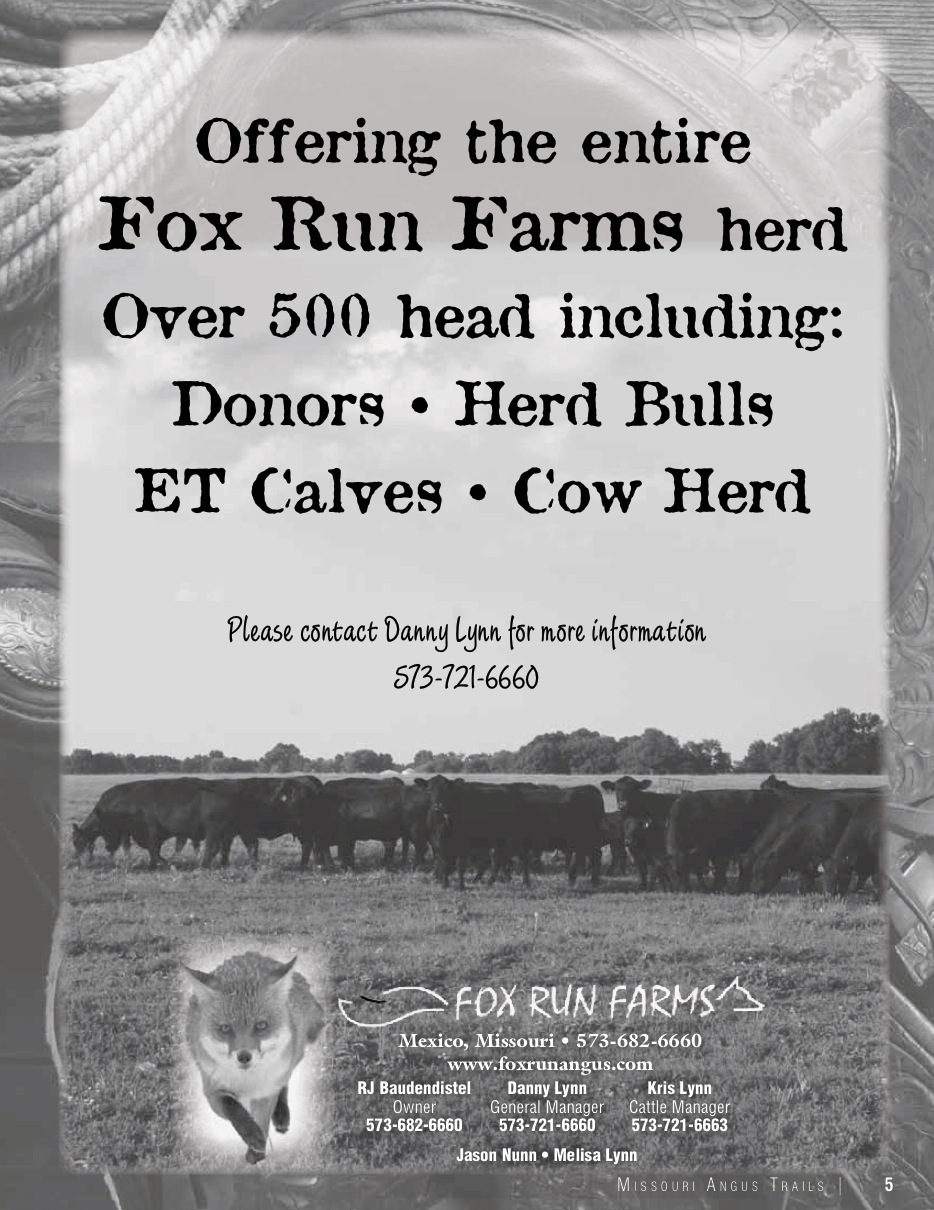 Offering the entire
Fox Run Farms herd
Over 500 head including:
Donors • Herd Bulls
ET Calves • Cow Herd
Please contact Danny Lynn for more information
573-721-6660
FOX RUN FARMS
Mexico, Missouri • 573-682-6660
www.foxrunangus.com
RJ Baudendistel Danny Lynn Kris Lynn
Owner General Manager Cattle Manager
573-682-6660 573-721-6660 573-721-6663
Jason Nunn • Melisa Lynn
Missouri Angus Trails | 5